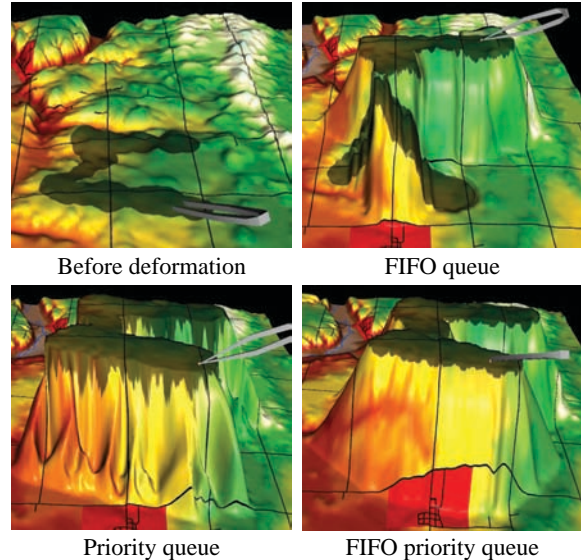 Before deformation
FIFO queue
Priority queue
FIFO priority queue